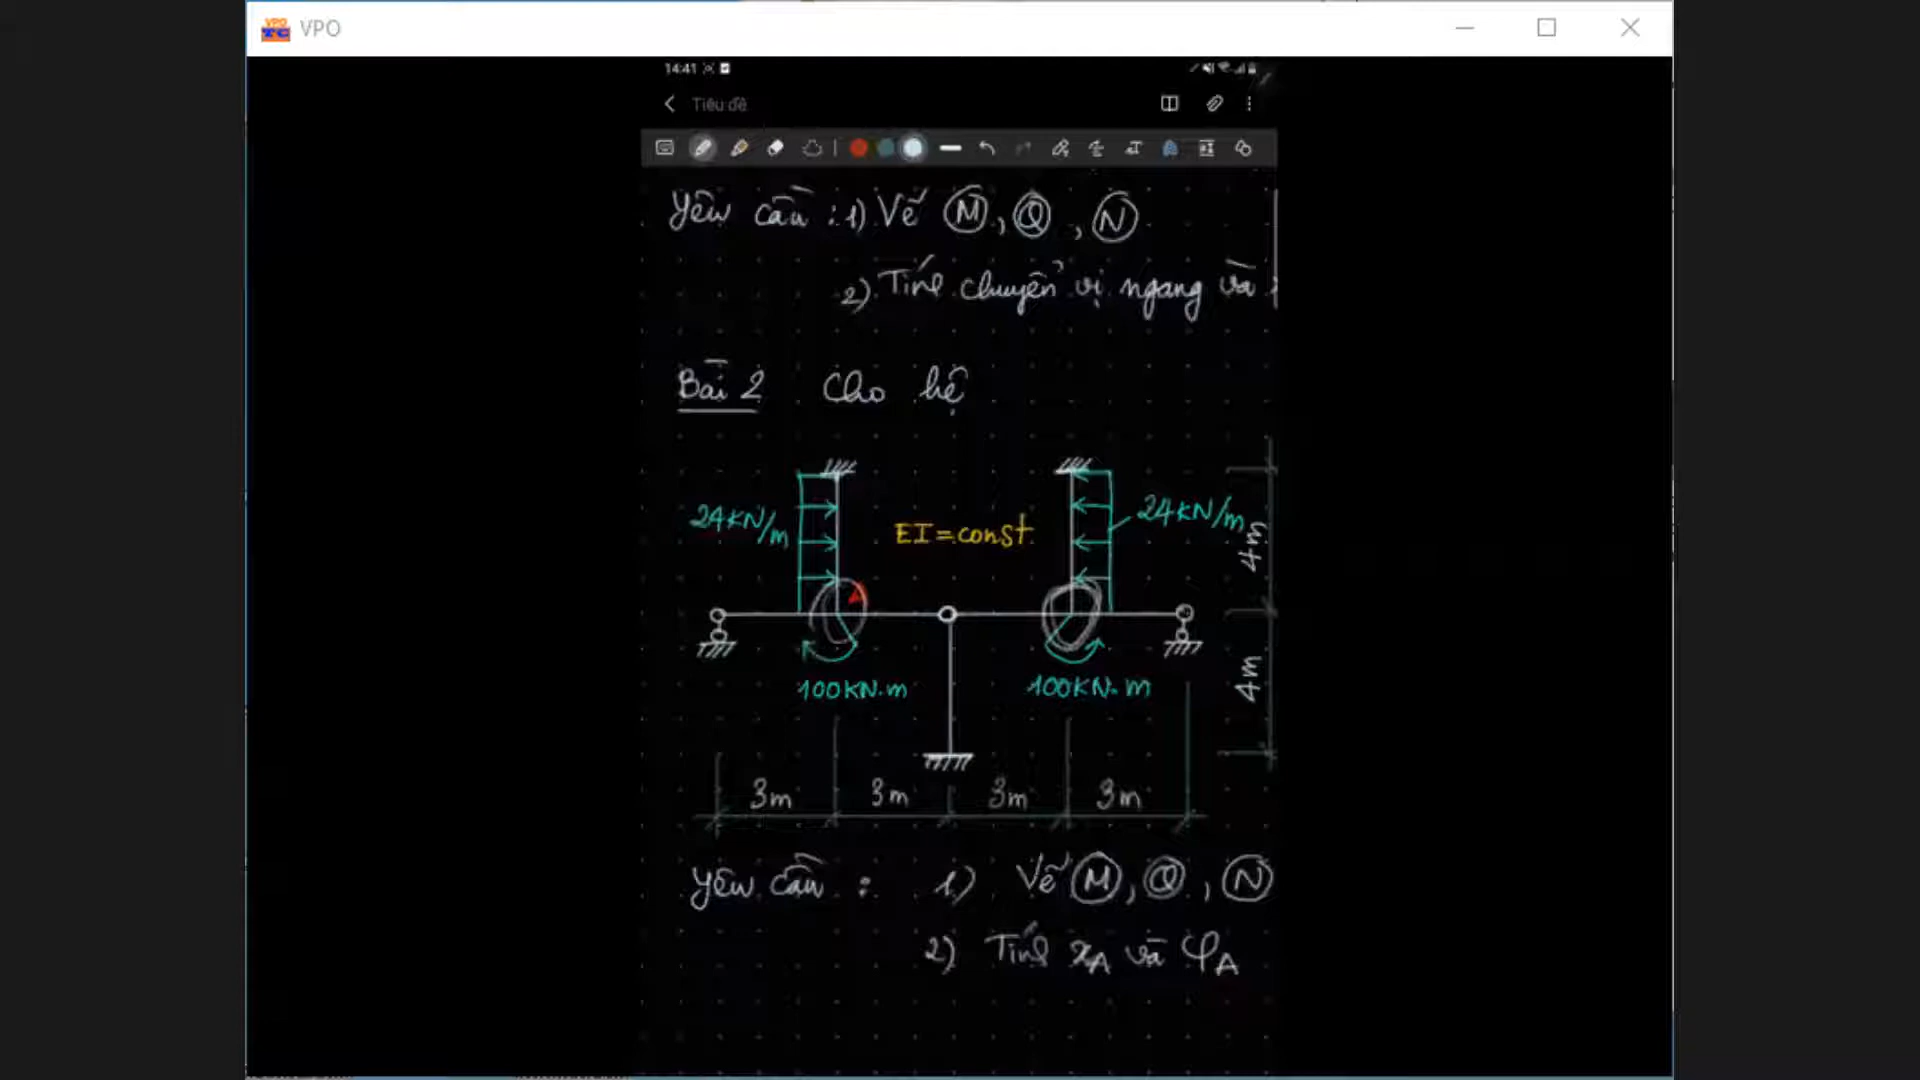 VPO
14:41
Tiêu đề
Yêu cầu : 1) Vẽ M, Q, N
2) Tính chuyển vị ngang và
Bài 2 Cho hệ
24KN/m
EI=const
24KN/m
4m
A
100KN.m
100KN.m
4m
3m
3m
3m
3m
Yêu cầu : 1) Vẽ M, Q, N
2) Tính xA và φA